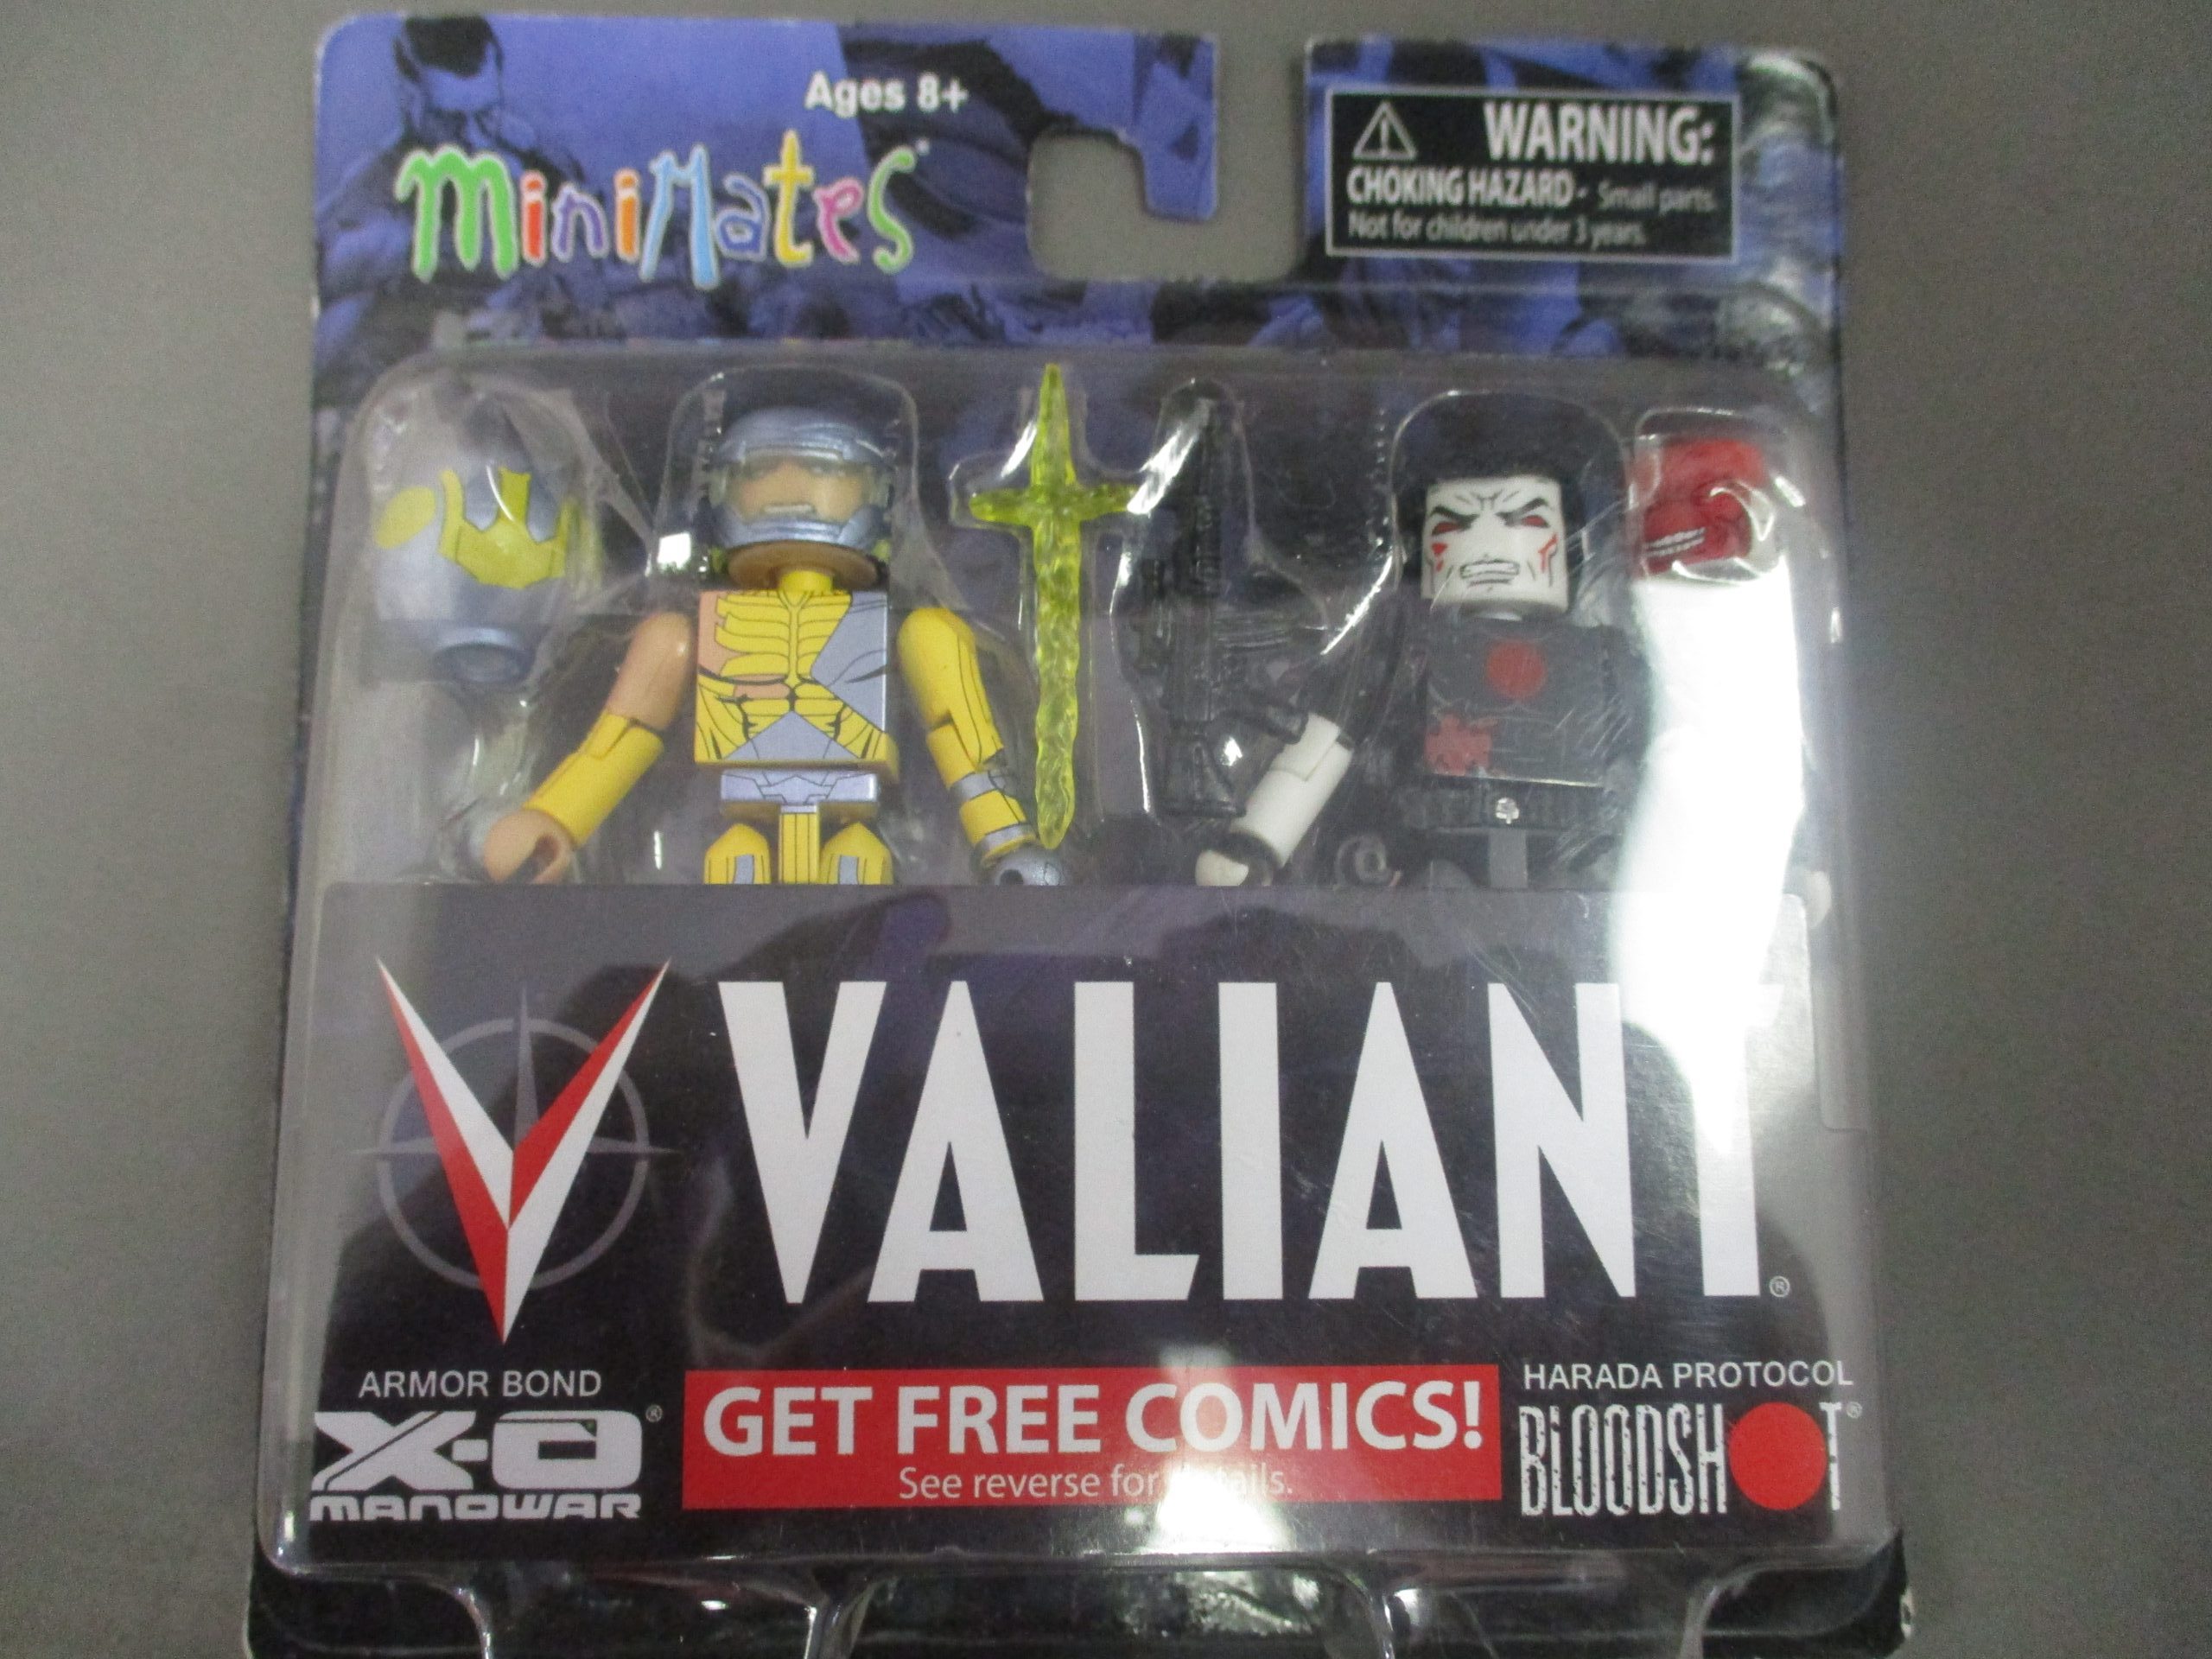 Ages 8+
miniMates
WARNING:
CHOKING HAZARD - Small parts.
Not for children under 3 years.
VALIANT®
ARMOR BOND
X-O®
MANOWAR
GET FREE COMICS!
See reverse for details.
HARADA PROTOCOL
BLOODSHOT®